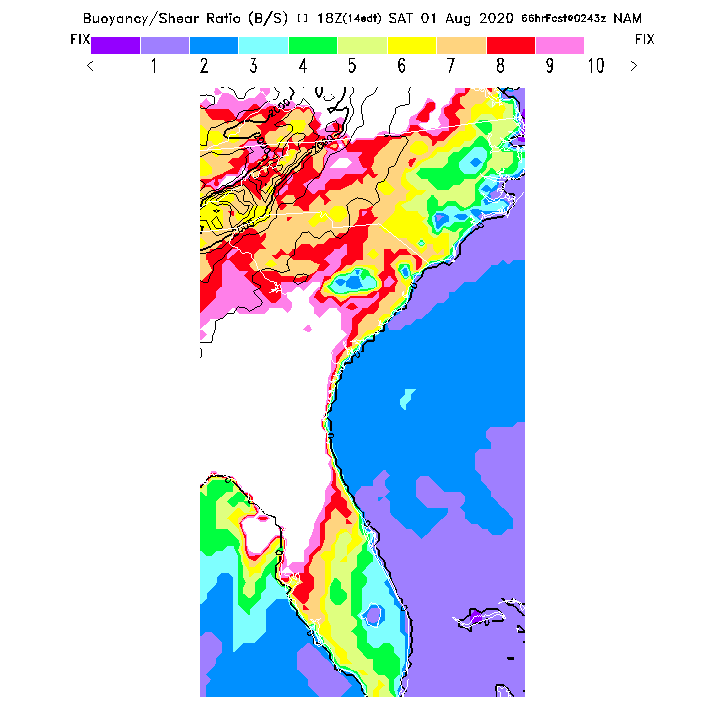 Buoyancy/Shear Ratio (B/S) [] 18Z(14edt) SAT 01 Aug 2020 66hrFcst@0243z NAM
FIX FIX
< 1 2 3 4 5 6 7 8 9 10 >